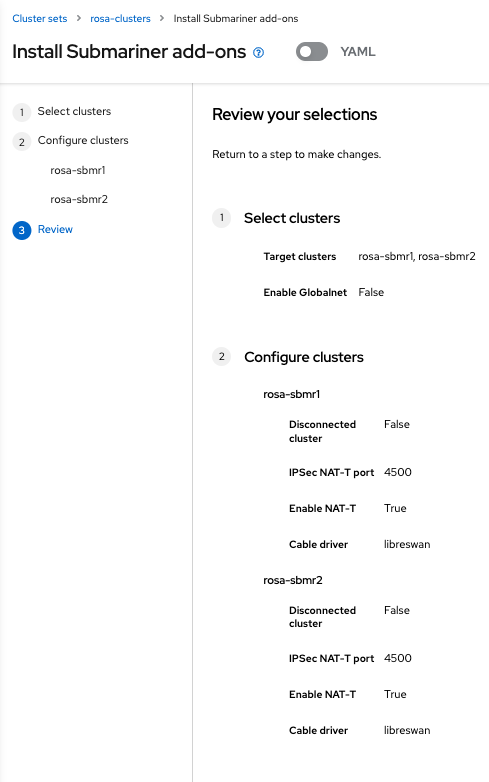 Cluster sets > rosa-clusters > Install Submariner add-ons
Install Submariner add-ons ? YAML
1 Select clusters
2 Configure clusters
rosa-sbmr1
rosa-sbmr2
3 Review
Review your selections
Return to a step to make changes.
1 Select clusters
Target clusters rosa-sbmr1, rosa-sbmr2
Enable Globalnet False
2 Configure clusters
rosa-sbmr1
Disconnected False
cluster
IPSec NAT-T port 4500
Enable NAT-T True
Cable driver libreswan
rosa-sbmr2
Disconnected False
cluster
IPSec NAT-T port 4500
Enable NAT-T True
Cable driver libreswan